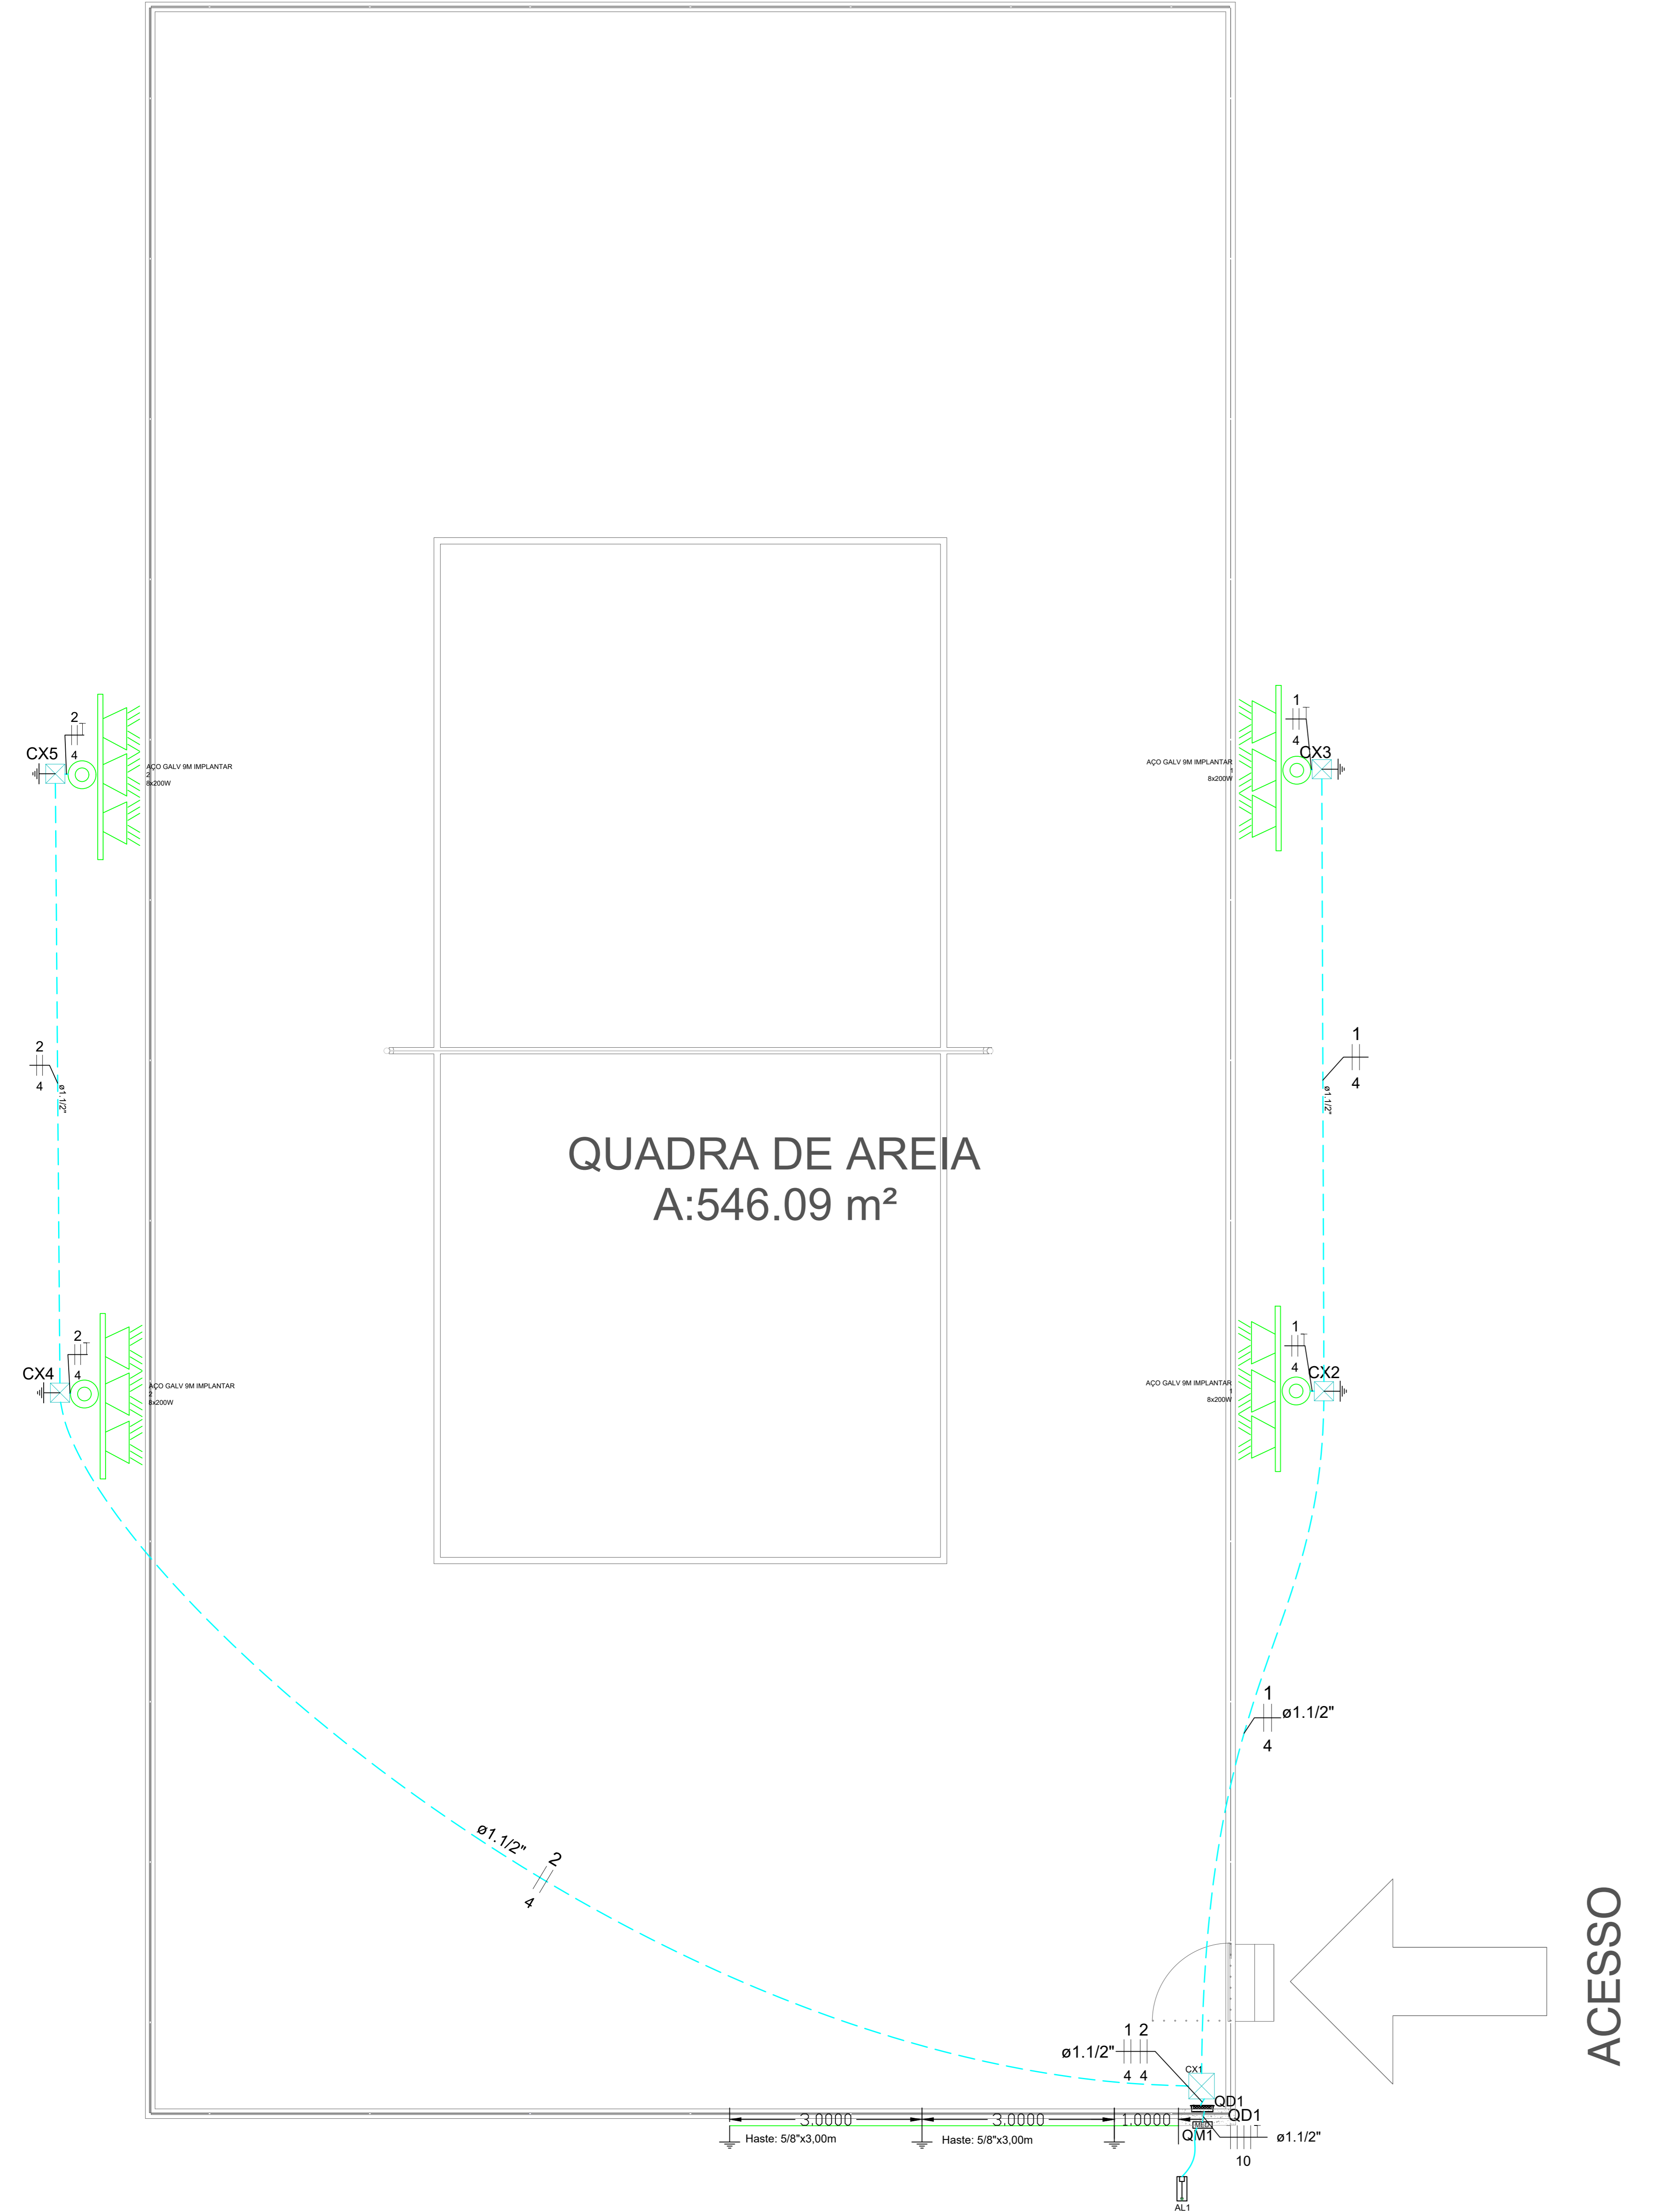 1
4
CX3
AÇO GALV 9M IMPLANTAR
1
8x200W
2
4
CX5
AÇO GALV 9M IMPLANTAR
2
8x200W
1
4
ø1.1/2"
2
4
ø1.1/2"
QUADRA DE AREIA
A:546.09 m²
1
4
CX2
AÇO GALV 9M IMPLANTAR
1
8x200W
2
4
CX4
AÇO GALV 9M IMPLANTAR
2
8x200W
1
ø1.1/2"
4
ø1.1/2"
2
4
ACESSO
1 2
ø1.1/2"
4 4
CX1
QD1
QD1
3.0000
3.0000
1.0000
QM1
Haste: 5/8"x3,00m
Haste: 5/8"x3,00m
ø1.1/2"
10
AL1